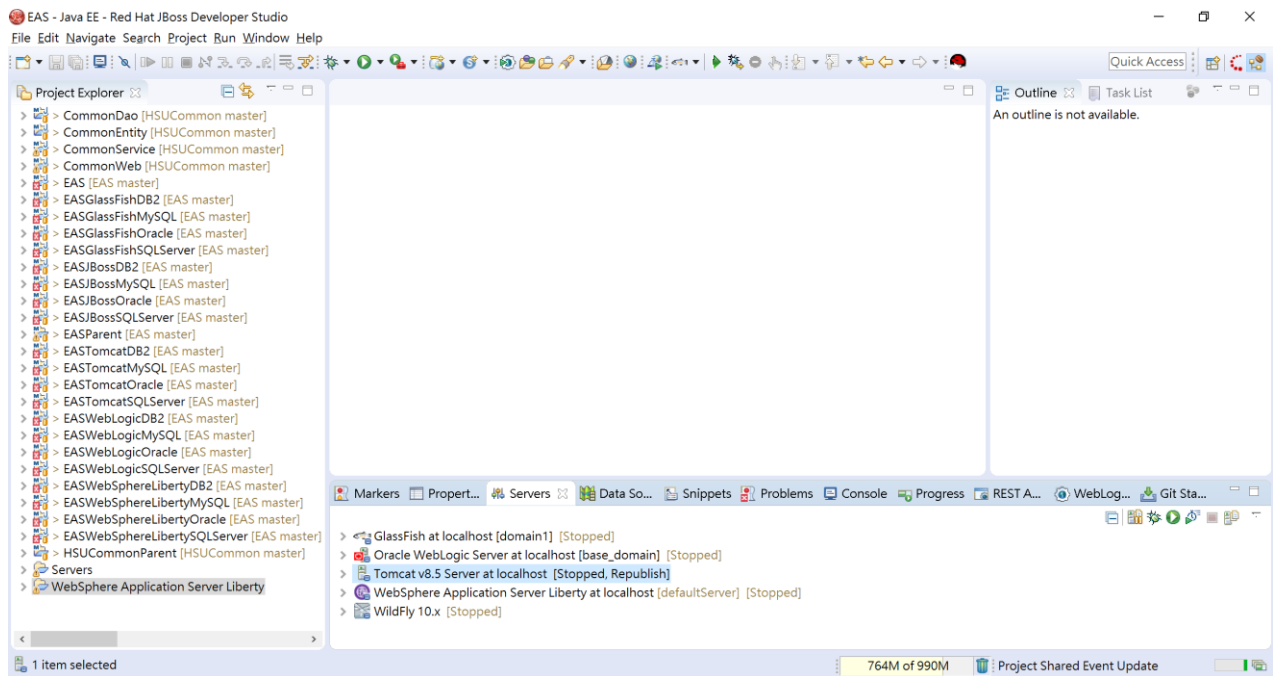 EAS - Java EE - Red Hat JBoss Developer Studio
File Edit Navigate Search Project Run Window Help
Quick Access
Project Explorer
> CommonDao [HSUCommon master]
> CommonEntity [HSUCommon master]
> CommonService [HSUCommon master]
> CommonWeb [HSUCommon master]
> EAS [EAS master]
> EASGlassFishDB2 [EAS master]
> EASGlassFishMySQL [EAS master]
> EASGlassFishOracle [EAS master]
> EASGlassFishSQLServer [EAS master]
> EASJBossDB2 [EAS master]
> EASJBossMySQL [EAS master]
> EASJBossOracle [EAS master]
> EASJBossSQLServer [EAS master]
> EASParent [EAS master]
> EASTomcatDB2 [EAS master]
> EASTomcatMySQL [EAS master]
> EASTomcatOracle [EAS master]
> EASTomcatSQLServer [EAS master]
> EASWebLogicDB2 [EAS master]
> EASWebLogicMySQL [EAS master]
> EASWebLogicOracle [EAS master]
> EASWebLogicSQLServer [EAS master]
> EASWebSphereLibertyDB2 [EAS master]
> EASWebSphereLibertyMySQL [EAS master]
> EASWebSphereLibertyOracle [EAS master]
> EASWebSphereLibertySQLServer [EAS master]
> HSUCommonParent [HSUCommon master]
Servers
WebSphere Application Server Liberty
Outline Task List
An outline is not available.
Markers Propert... Servers Data So... Snippets Problems Console Progress REST A... WebLog... Git Sta...
GlassFish at localhost [domain1] [Stopped]
Oracle WebLogic Server at localhost [base_domain] [Stopped]
Tomcat v8.5 Server at localhost [Stopped, Republish]
WebSphere Application Server Liberty at localhost [defaultServer] [Stopped]
WildFly 10.x [Stopped]
1 item selected
764M of 990M
Project Shared Event Update